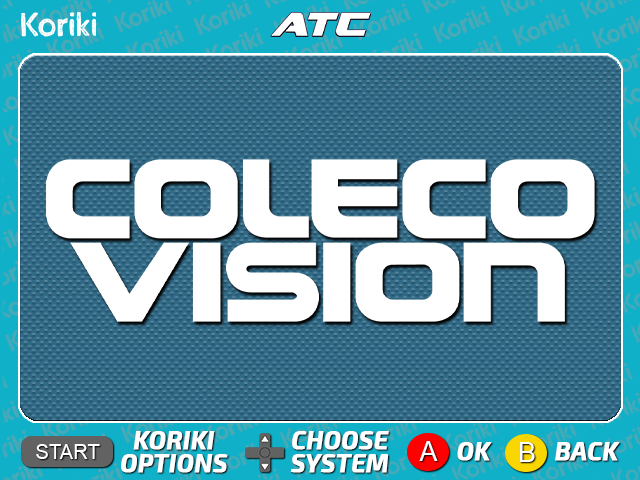 Koriki
ATC
COLECO
VISION
START
KORIKI
OPTIONS
CHOOSE
SYSTEM
A
OK
B
BACK